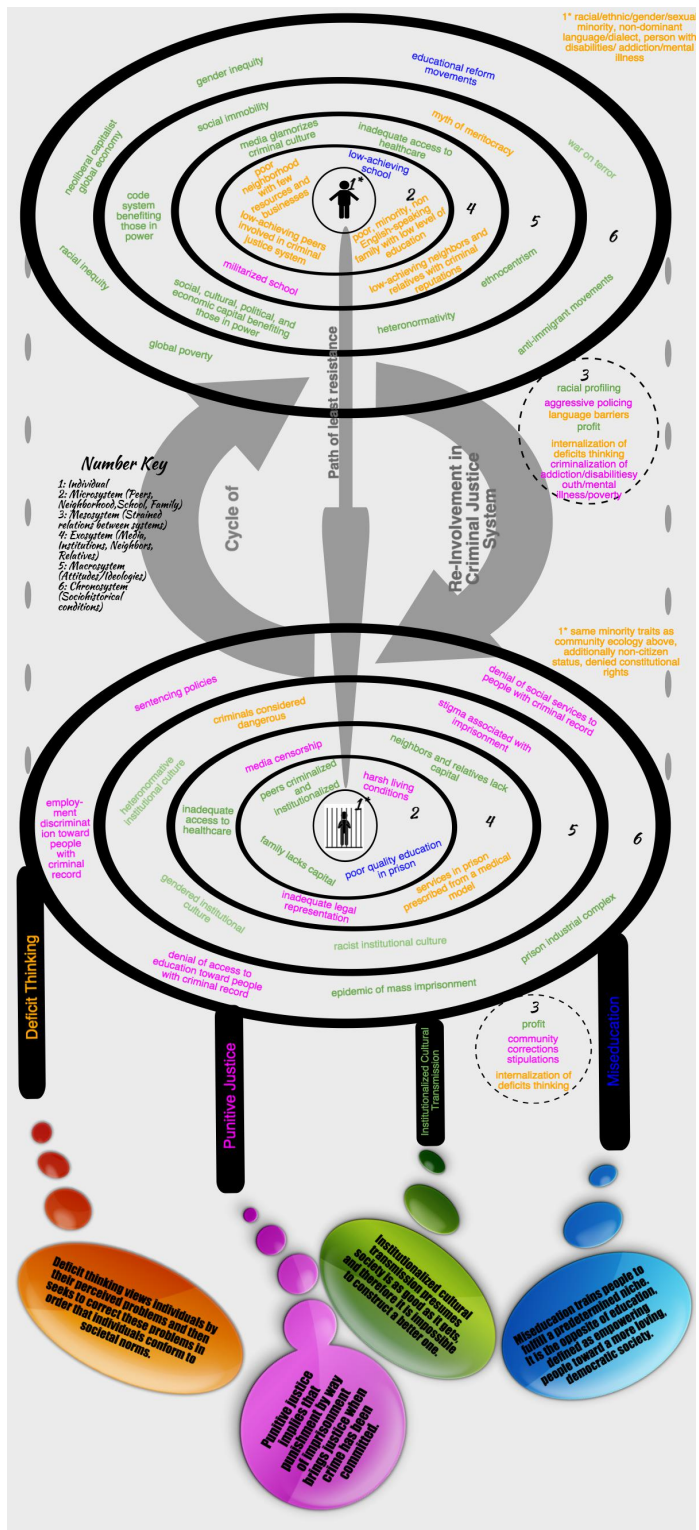 1* racial/ethnic/gender/sexual
minority, non-dominant
language/dialect, person with
disabilities/ addiction/mental
illness
gender inequity
educational reform
movements
neoliberal capitalist
global economy
social immobility
myth of meritocracy
war on terror
media glamorizes
criminal culture
inadequate access to
healthcare
code
system
benefiting
those in
power
poor
neighborhood
with few
resources and
businesses
low-achieving
school
1*
2
4
5
6
low-achieving peers
involved in criminal
justice system
poor, minority, non
English-speaking
family with low level of
education
militarized school
low-achieving neighbors and
relatives with criminal
reputations
ethnocentrism
racial inequity
social, cultural, political, and
economic capital benefiting
those in power
heteronormativity
anti-immigrant movements
global poverty
Path of least resistance
3
racial profiling
aggressive policing
language barriers
profit
internalization of
deficits thinking
criminalization of
addiction/disabilitiesy
outh/mental
illness/poverty
Number Key
1: Individual
2: Microsystem (Peers,
Neighborhood,School, Family)
3: Mesosystem (Strained
relations between systems)
4: Exosystem (Media,
Institutions, Neighbors,
Relatives)
5: Macrosystem
(Attitudes/Ideologies)
6: Chronosystem
(Sociohistorical
conditions)
Cycle of
Re-Involvement in
Criminal Justice
System
1* same minority traits as
community ecology above,
additionally non-citizen
status, denied constitutional
rights
sentencing policies
denial of social services to
people with criminal record
criminals considered
dangerous
stigma associated with
imprisonment
heteronormative
institutional culture
media censorship
neighbors and relatives lack
capital
peers criminalized
and
institutionalized
harsh living
conditions
employ-
ment
discriminat
ion toward
people
with
criminal
record
inadequate
access to
healthcare
1*
2
4
5
6
family lacks capital
poor quality education
in prison
services in prison
prescribed from a medical
model
inadequate legal
representation
gendered institutional
culture
racist institutional culture
prison industrial complex
denial of access to
education toward people
with criminal record
epidemic of mass imprisonment
3
profit
community
corrections
stipulations
internalization of
deficits thinking
Deficit Thinking
Punitive Justice
Institutionalized Cultural
Transmission
Miseducation
Deficit thinking views individuals by
their perceived problems and then
seeks to correct these problems in
order that individuals conform to
societal norms.
Punitive justice
implies that
punishment by way
of imprisonment
brings justice when
crime has been
committed.
Institutionalized cultural
transmission presumes
society is as good as it gets,
and therefore it is impossible
to construct a better one.
Miseducation trains people to
fulfill a predetermined niche.
It is the opposite of education,
defined as empowering
people toward a more loving,
democratic society.